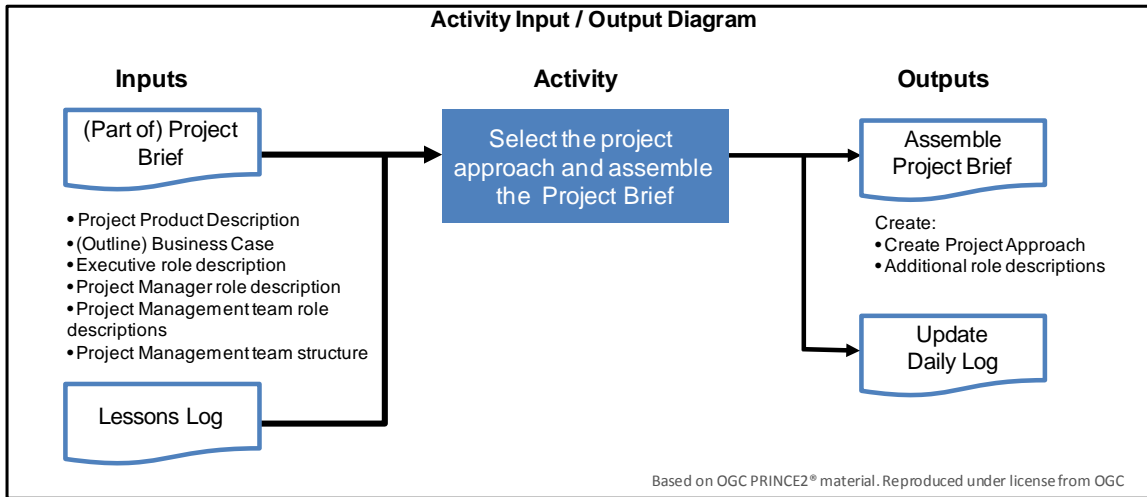 Activity Input / Output Diagram
Inputs
Activity
Outputs
(Part of) Project
Brief
Select the project
approach and assemble
the Project Brief
Assemble
Project Brief
• Project Product Description
• (Outline) Business Case
• Executive role description
• Project Manager role description
• Project Management team role
descriptions
• Project Management team structure
Create:
• Create Project Approach
• Additional role descriptions
Lessons Log
Update
Daily Log
Based on OGC PRINCE2® material. Reproduced under license from OGC